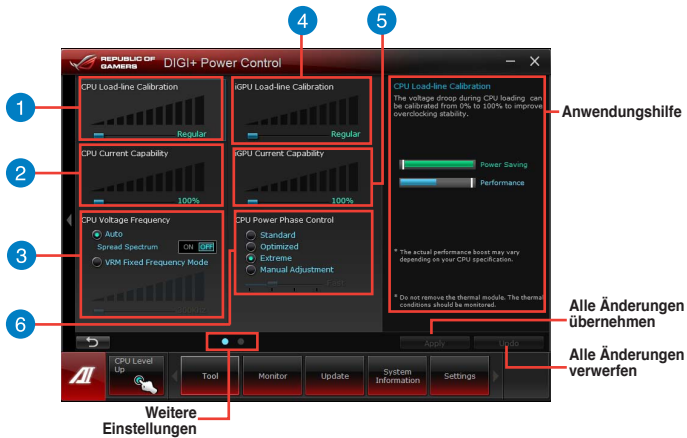 4
5
REPUBLIC OF GAMERS DIGI+ Power Control
1
CPU Load-line Calibration
Regular
iGPU Load-line Calibration
Regular
CPU Load-line Calibration
The voltage droop during CPU loading can
be calibrated from 0% to 100% to improve
overclocking stability.
Anwendungshilfe
2
CPU Current Capability
100%
iGPU Current Capability
100%
Power Saving
Performance
3
CPU Voltage Frequency
Auto
Spread Spectrum ON OFF
VRM Fixed Frequency Mode
CPU Power Phase Control
Standard
Optimized
Extreme
Manual Adjustment
Fast
* The actual performance boost may vary
depending on your CPU specification.
* Do not remove the thermal module. The thermal
conditions should be monitored.
6
Apply
Undo
Alle Änderungen
übernehmen
Alle Änderungen
verwerfen
AI
CPU Level
Up
Tool
Monitor
Update
System
Information
Settings
Weitere
Einstellungen